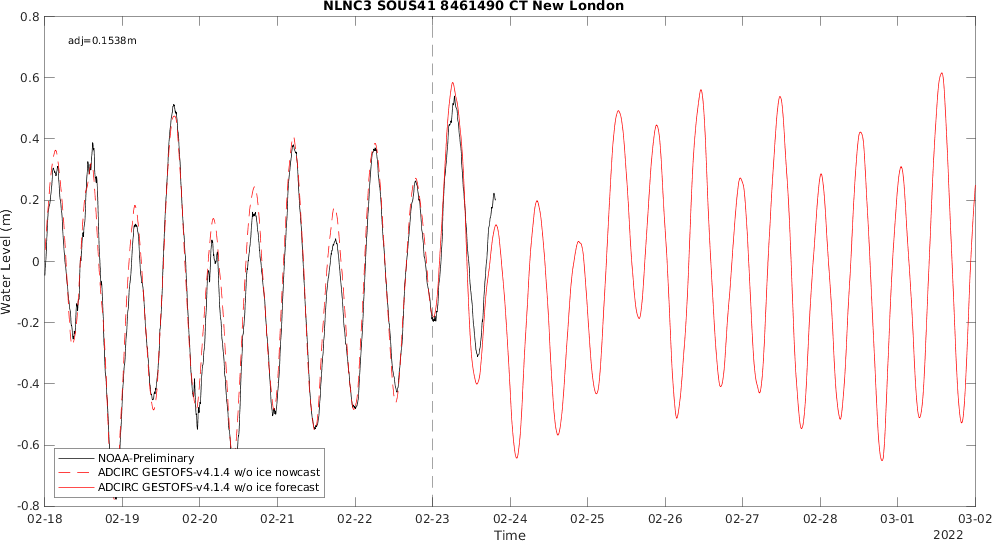 NLNC3 SOUS41 8461490 CT New London
adj=0.1538m
Water Level (m)
0.8
0.6
0.4
0.2
0
-0.2
-0.4
-0.6
-0.8
NOAA-Preliminary
ADCIRC GESTOFS-v4.1.4 w/o ice nowcast
ADCIRC GESTOFS-v4.1.4 w/o ice forecast
02-18 02-19 02-20 02-21 02-22 02-23 02-24 02-25 02-26 02-27 02-28 03-01 03-02
Time
2022